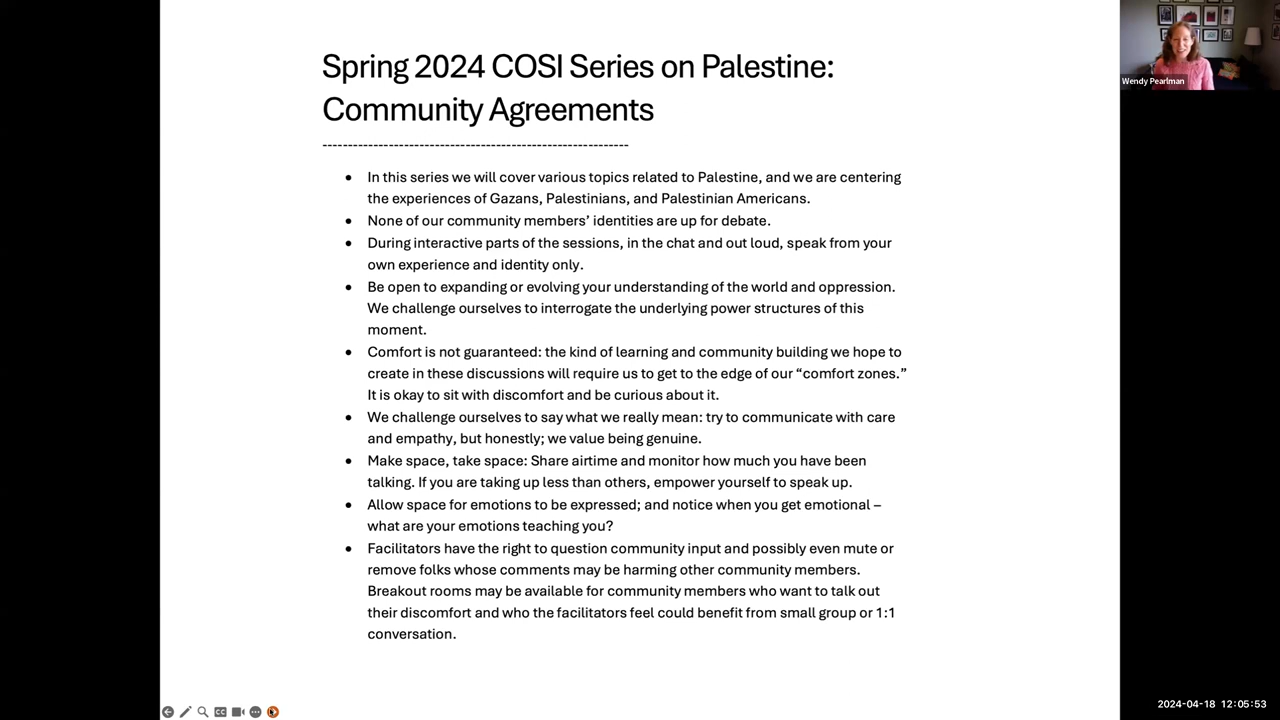 Spring 2024 COSI Series on Palestine:
Community Agreements
------------------------------------------------------------
• In this series we will cover various topics related to Palestine, and we are centering
the experiences of Gazans, Palestinians, and Palestinian Americans.
• None of our community members’ identities are up for debate.
• During interactive parts of the sessions, in the chat and out loud, speak from your
own experience and identity only.
• Be open to expanding or evolving your understanding of the world and oppression.
We challenge ourselves to interrogate the underlying power structures of this
moment.
• Comfort is not guaranteed: the kind of learning and community building we hope to
create in these discussions will require us to get to the edge of our “comfort zones.”
It is okay to sit with discomfort and be curious about it.
• We challenge ourselves to say what we really mean: try to communicate with care
and empathy, but honestly; we value being genuine.
• Make space, take space: Share airtime and monitor how much you have been
talking. If you are taking up less than others, empower yourself to speak up.
• Allow space for emotions to be expressed; and notice when you get emotional –
what are your emotions teaching you?
• Facilitators have the right to question community input and possibly even mute or
remove folks whose comments may be harming other community members.
Breakout rooms may be available for community members who want to talk out
their discomfort and who the facilitators feel could benefit from small group or 1:1
conversation.
Wendy Pearlman
CC
2024-04-18 12:05:53